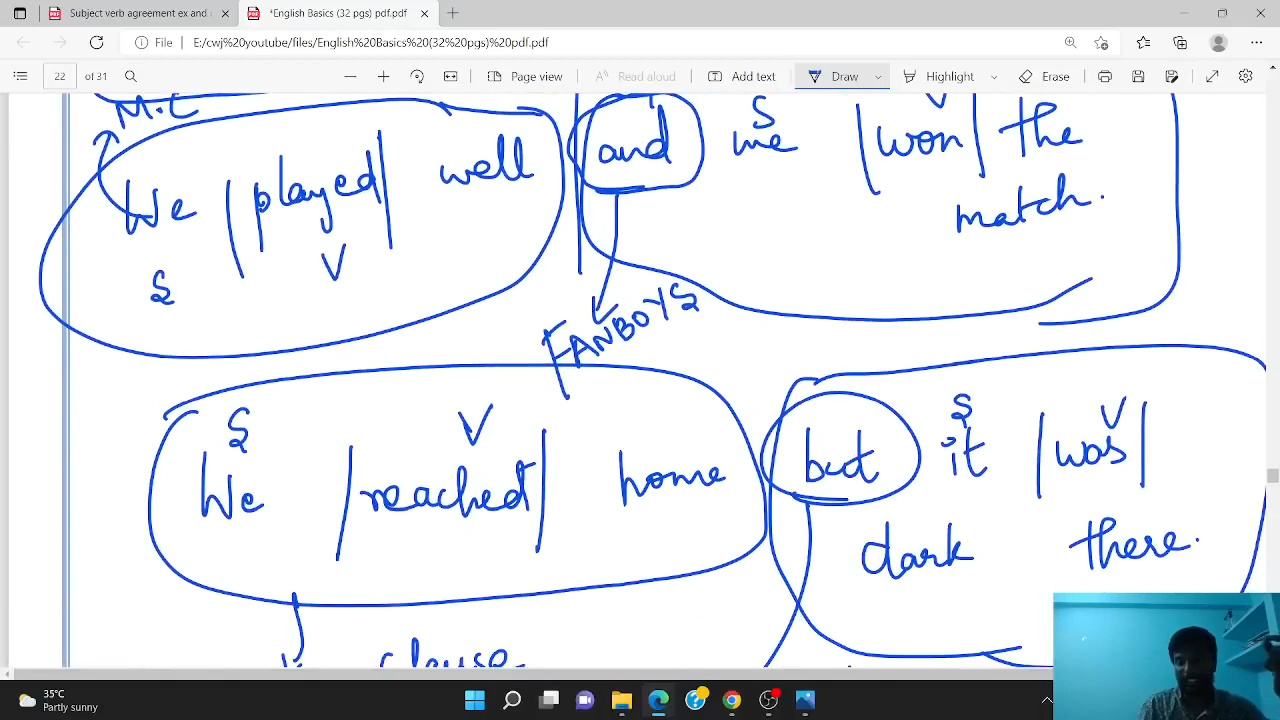 Subject verb agreement ex and
*English Basics (32 pgs) pdf.pdf
File E:/cwj%20youtube/files/English%20Basics%20(32%20pgs)%20pdf.pdf
22 of 31 Page view Read aloud Add text Draw Highlight Erase
M.C
S V
and we won the
match.
We played well
S V
FANBOYS
S V S V
We reached home but it was
dark there.
clause
35°C
Partly sunny